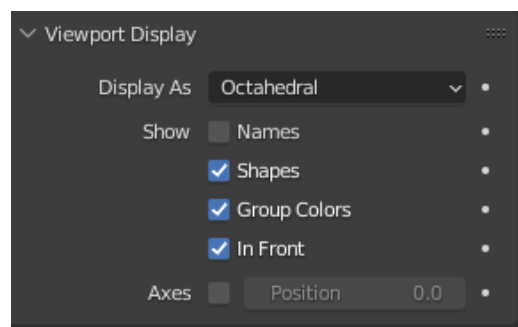 Viewport Display
Display As Octahedral
Show Names
Shapes
Group Colors
In Front
Axes Position 0.0